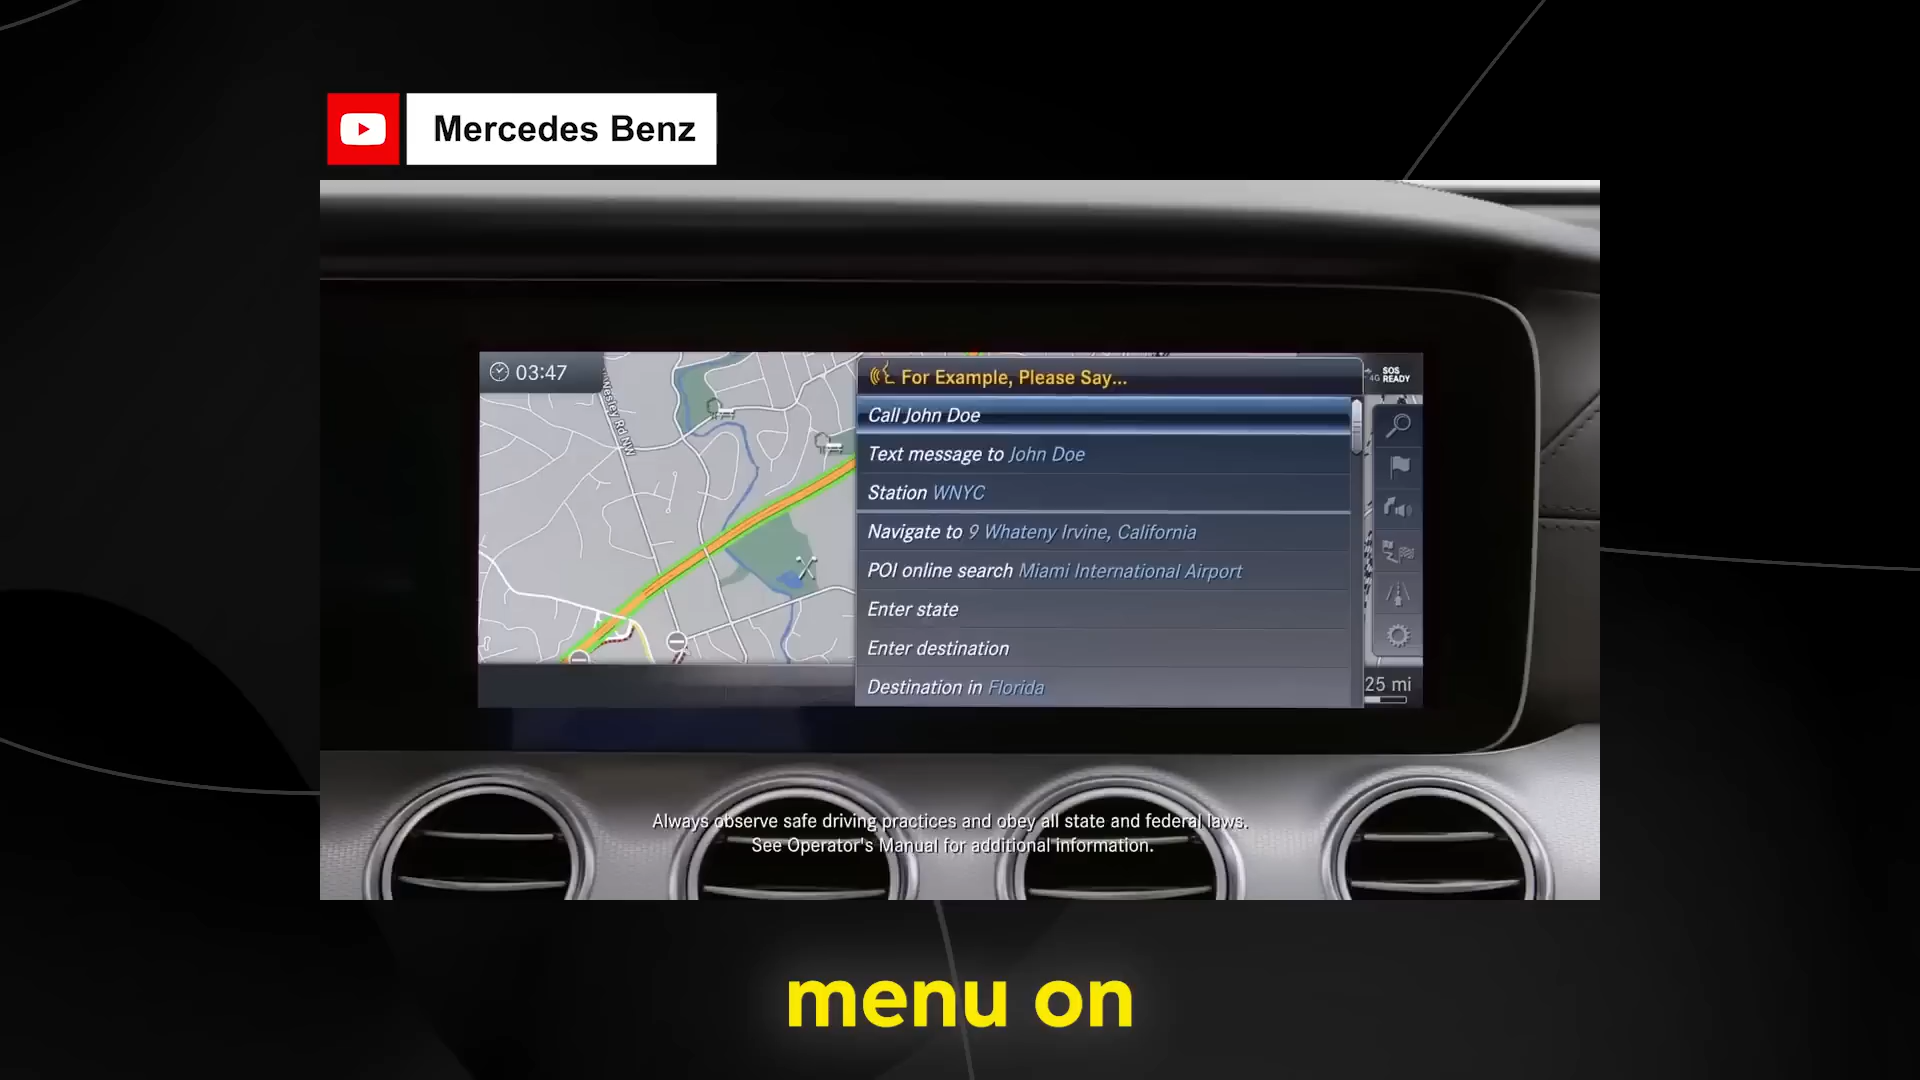 Mercedes Benz
03:47
Nesley Rd NW
For Example, Please Say...
4G SOS READY
Call John Doe
Text message to John Doe
Station WNYC
Navigate to 9 Whateny Irvine, California
POI online search Miami International Airport
Enter state
Enter destination
Destination in Florida
25 mi
Always observe safe driving practices and obey all state and federal laws.
See Operator's Manual for additional information.
menu on